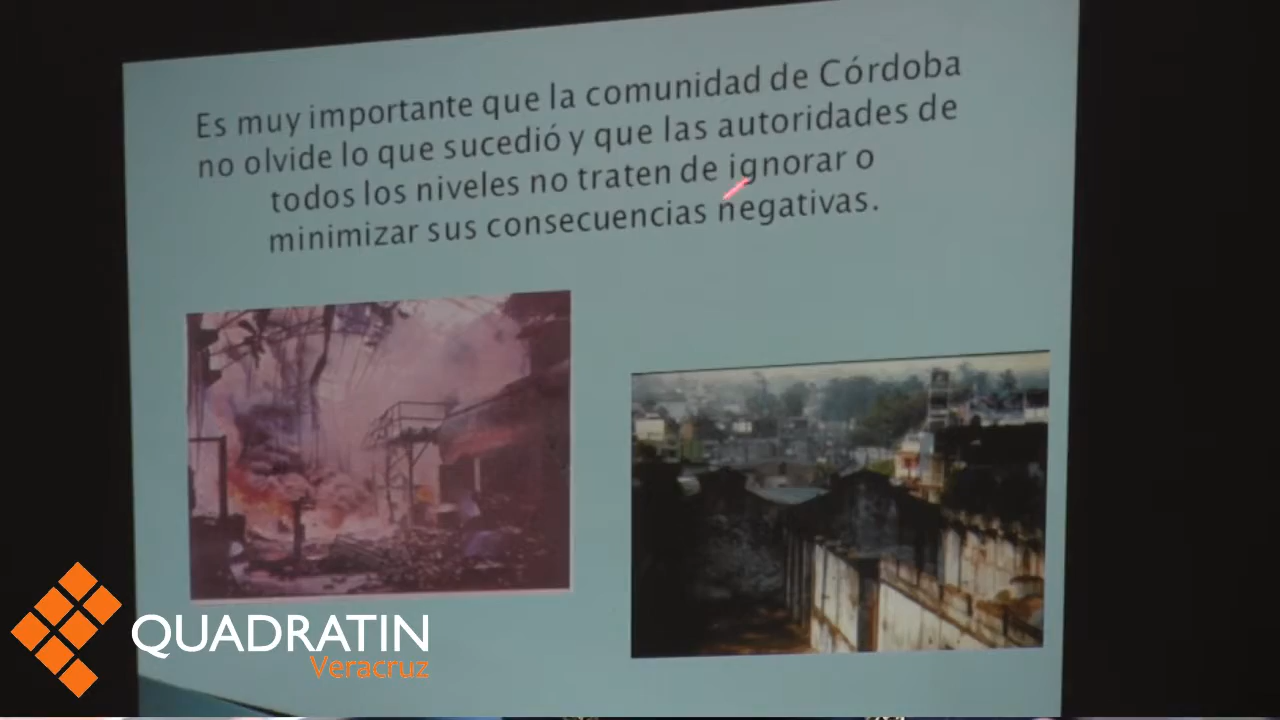 Es muy importante que la comunidad de Córdoba
no olvide lo que sucedió y que las autoridades de
todos los niveles no traten de ignorar o
minimizar sus consecuencias negativas.
QUADRATIN
Veracruz